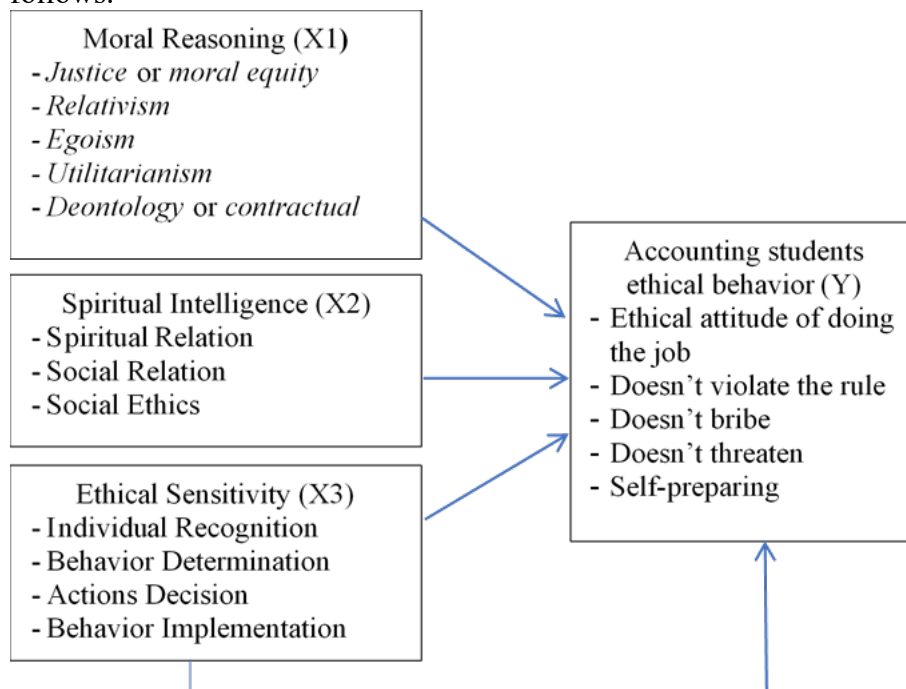 follows:
Moral Reasoning (X1)
- Justice or moral equity
- Relativism
- Egoism
- Utilitarianism
- Deontology or contractual
Spiritual Intelligence (X2)
- Spiritual Relation
- Social Relation
- Social Ethics
Ethical Sensitivity (X3)
- Individual Recognition
- Behavior Determination
- Actions Decision
- Behavior Implementation
Accounting students
ethical behavior (Y)
- Ethical attitude of doing
the job
- Doesn't violate the rule
- Doesn't bribe
- Doesn't threaten
- Self-preparing